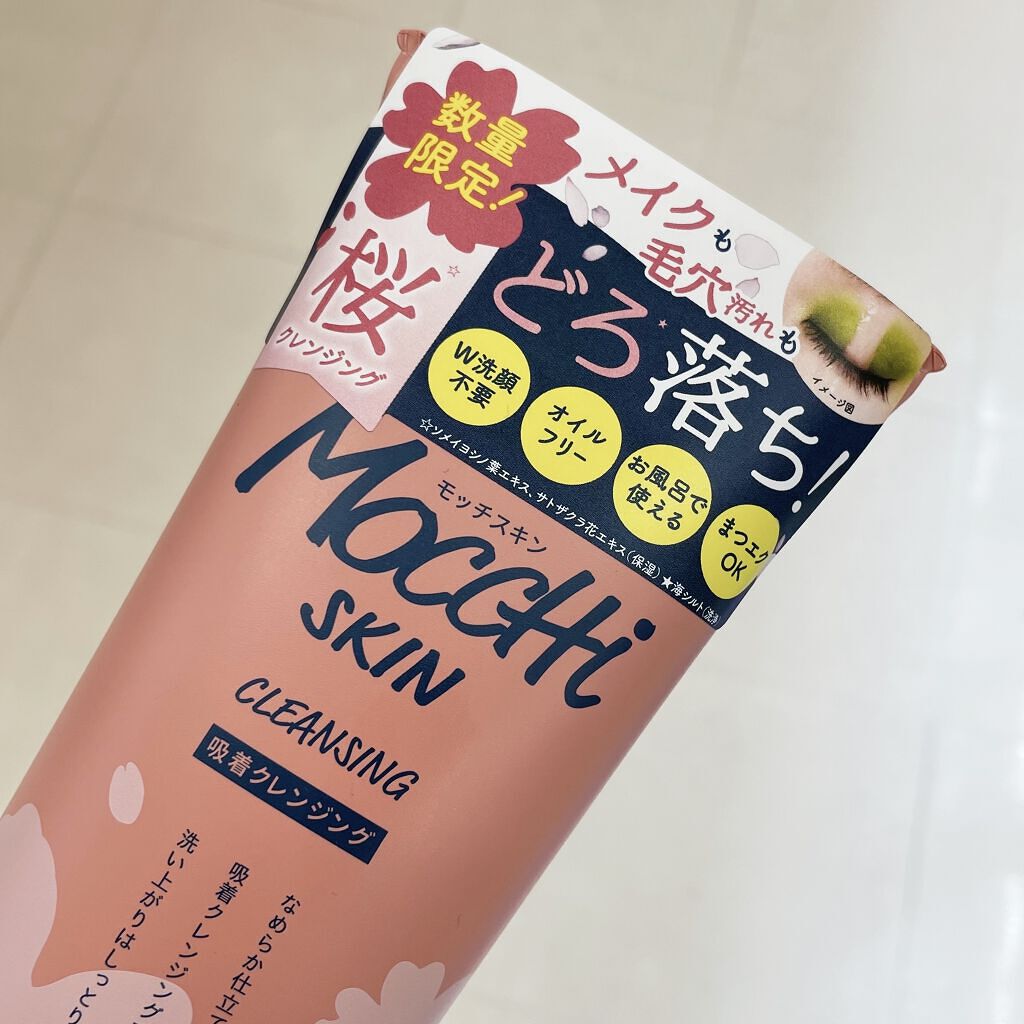 数量
限定!
メイクも
毛穴汚れも
桜
クレンジング
どろ★落ち!
イメージ図
W洗顔
不要
オイル
フリー
お風呂で
使える
まつエク
OK
☆ソメイヨシノ葉エキス、サトザクラ花エキス(保湿)★海シルト(洗浄
モッチスキン
MoccHi
SKIN
CLEANSING
吸着クレンジング
なめらか仕立て
吸着クレンジング
洗い上がりはしっとり